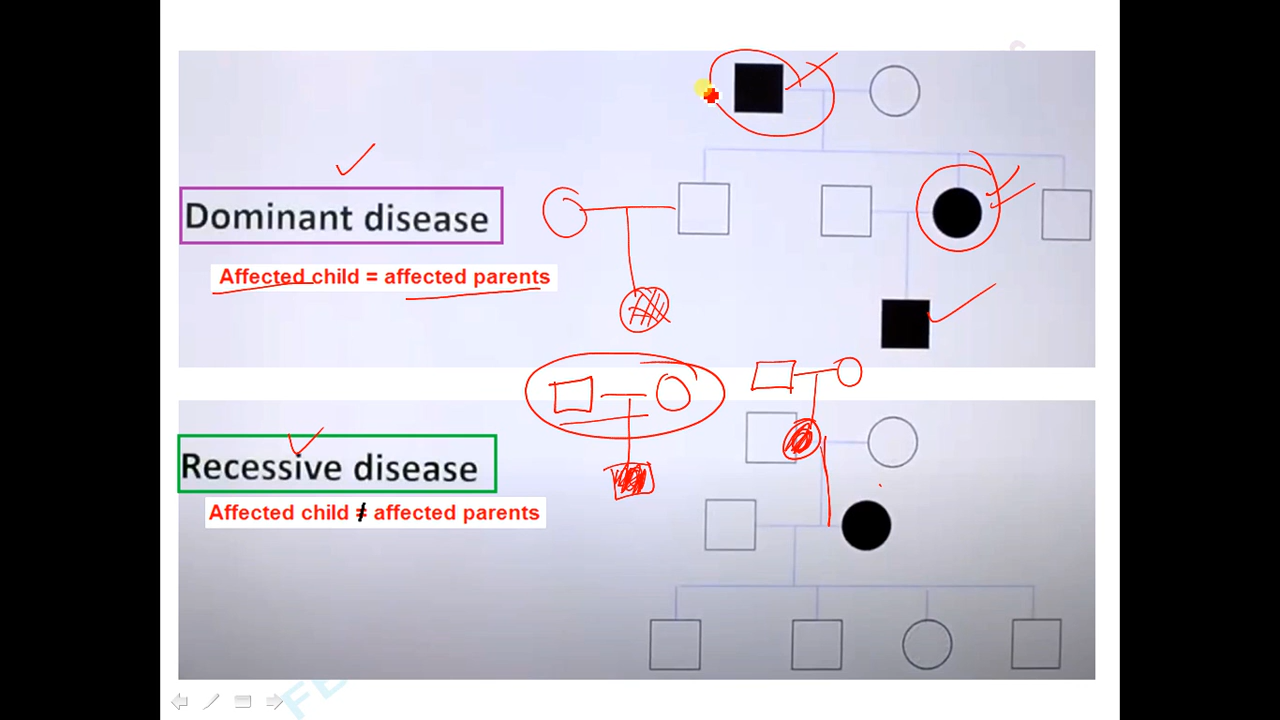 Dominant disease
Affected child = affected parents
Recessive disease
Affected child ≠ affected parents